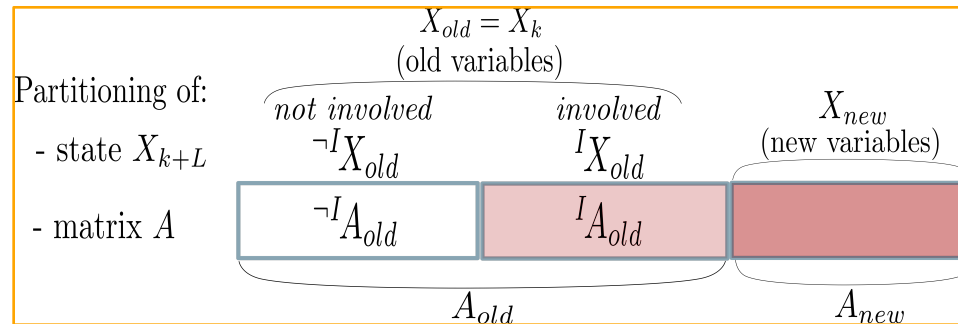 X_{old} = X_k
(old variables)
Partitioning of:
not involved involved X_{new}
- state X_{k+L} ^{¬I}X_{old} ^{I}X_{old} (new variables)
- matrix A ^{¬I}A_{old} ^{I}A_{old}
A_{old} A_{new}